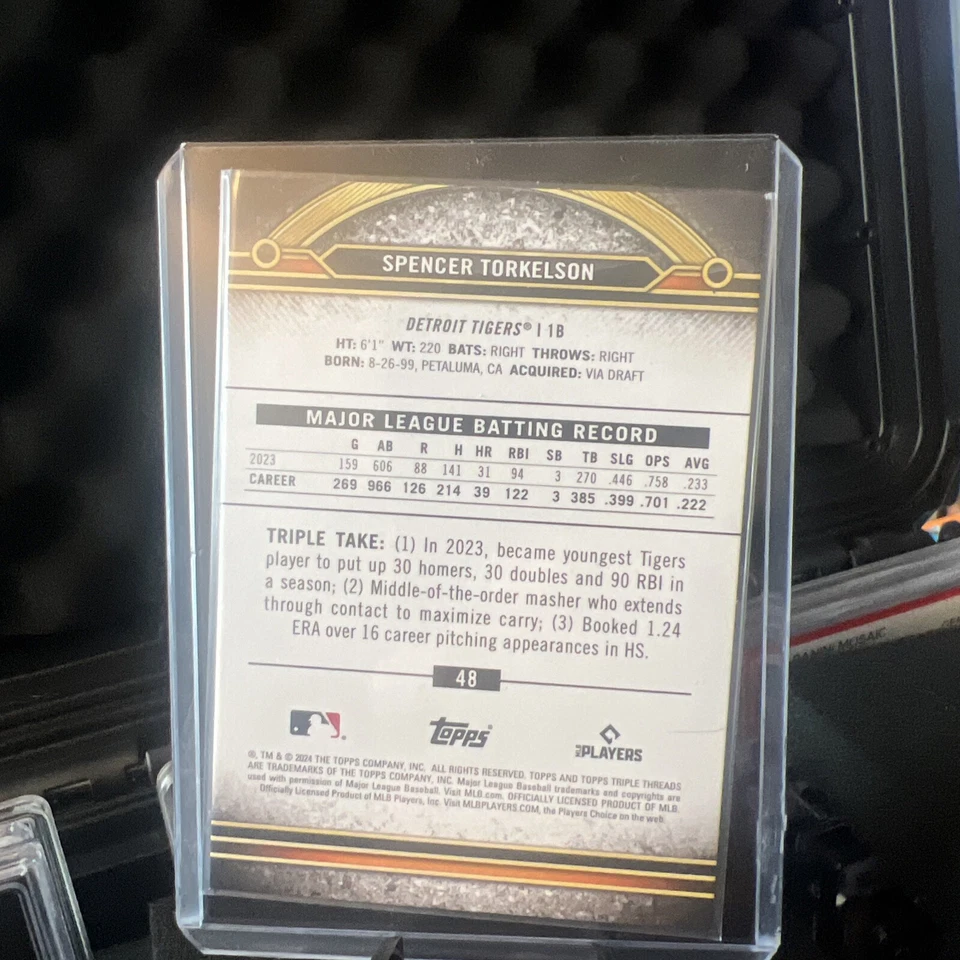 SPENCER TORKELSON
DETROIT TIGERS® | 1B
HT: 6'1" WT: 220 BATS: RIGHT THROWS: RIGHT
BORN: 8-26-99, PETALUMA, CA ACQUIRED: VIA DRAFT
MAJOR LEAGUE BATTING RECORD
G AB R H HR RBI SB TB SLG OPS AVG
2023 159 606 88 141 31 94 3 270 .446 .758 .233
CAREER 269 966 126 214 39 122 3 385 .399 .701 .222
TRIPLE TAKE: (1) In 2023, became youngest Tigers
player to put up 30 homers, 30 doubles and 90 RBI in
a season; (2) Middle-of-the-order masher who extends
through contact to maximize carry; (3) Booked 1.24
ERA over 16 career pitching appearances in HS.
48
topps®
MLB PLAYERS
®, TM & © 2024 THE TOPPS COMPANY, INC. ALL RIGHTS RESERVED. TOPPS AND TOPPS TRIPLE THREADS
ARE TRADEMARKS OF THE TOPPS COMPANY, INC. Major League Baseball trademarks and copyrights are
used with permission of Major League Baseball. Visit MLB.com. OFFICIALLY LICENSED PRODUCT OF MLB
Officially Licensed Product of MLB Players, Inc. Visit MLBPLAYERS.COM, the Players Choice on the web.
PANINI MOSAIC